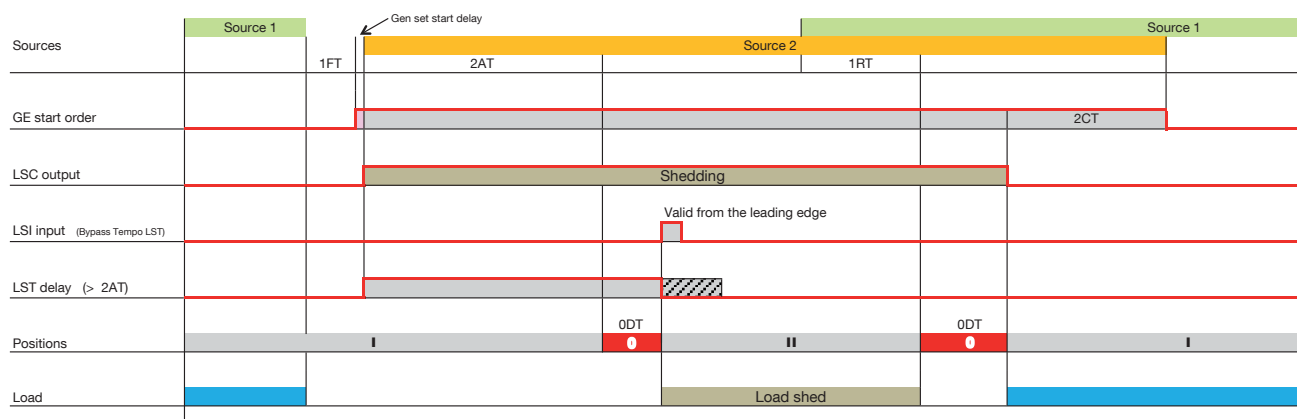 Gen set start delay
Source 1
Source 1
Sources
Source 2
1FT
2AT
1RT
GE start order
2CT
LSC output
Shedding
Valid from the leading edge
LSI input (Bypass Tempo LST)
LST delay (> 2AT)
0DT
0DT
Positions
I
0
II
0
I
Load
Load shed